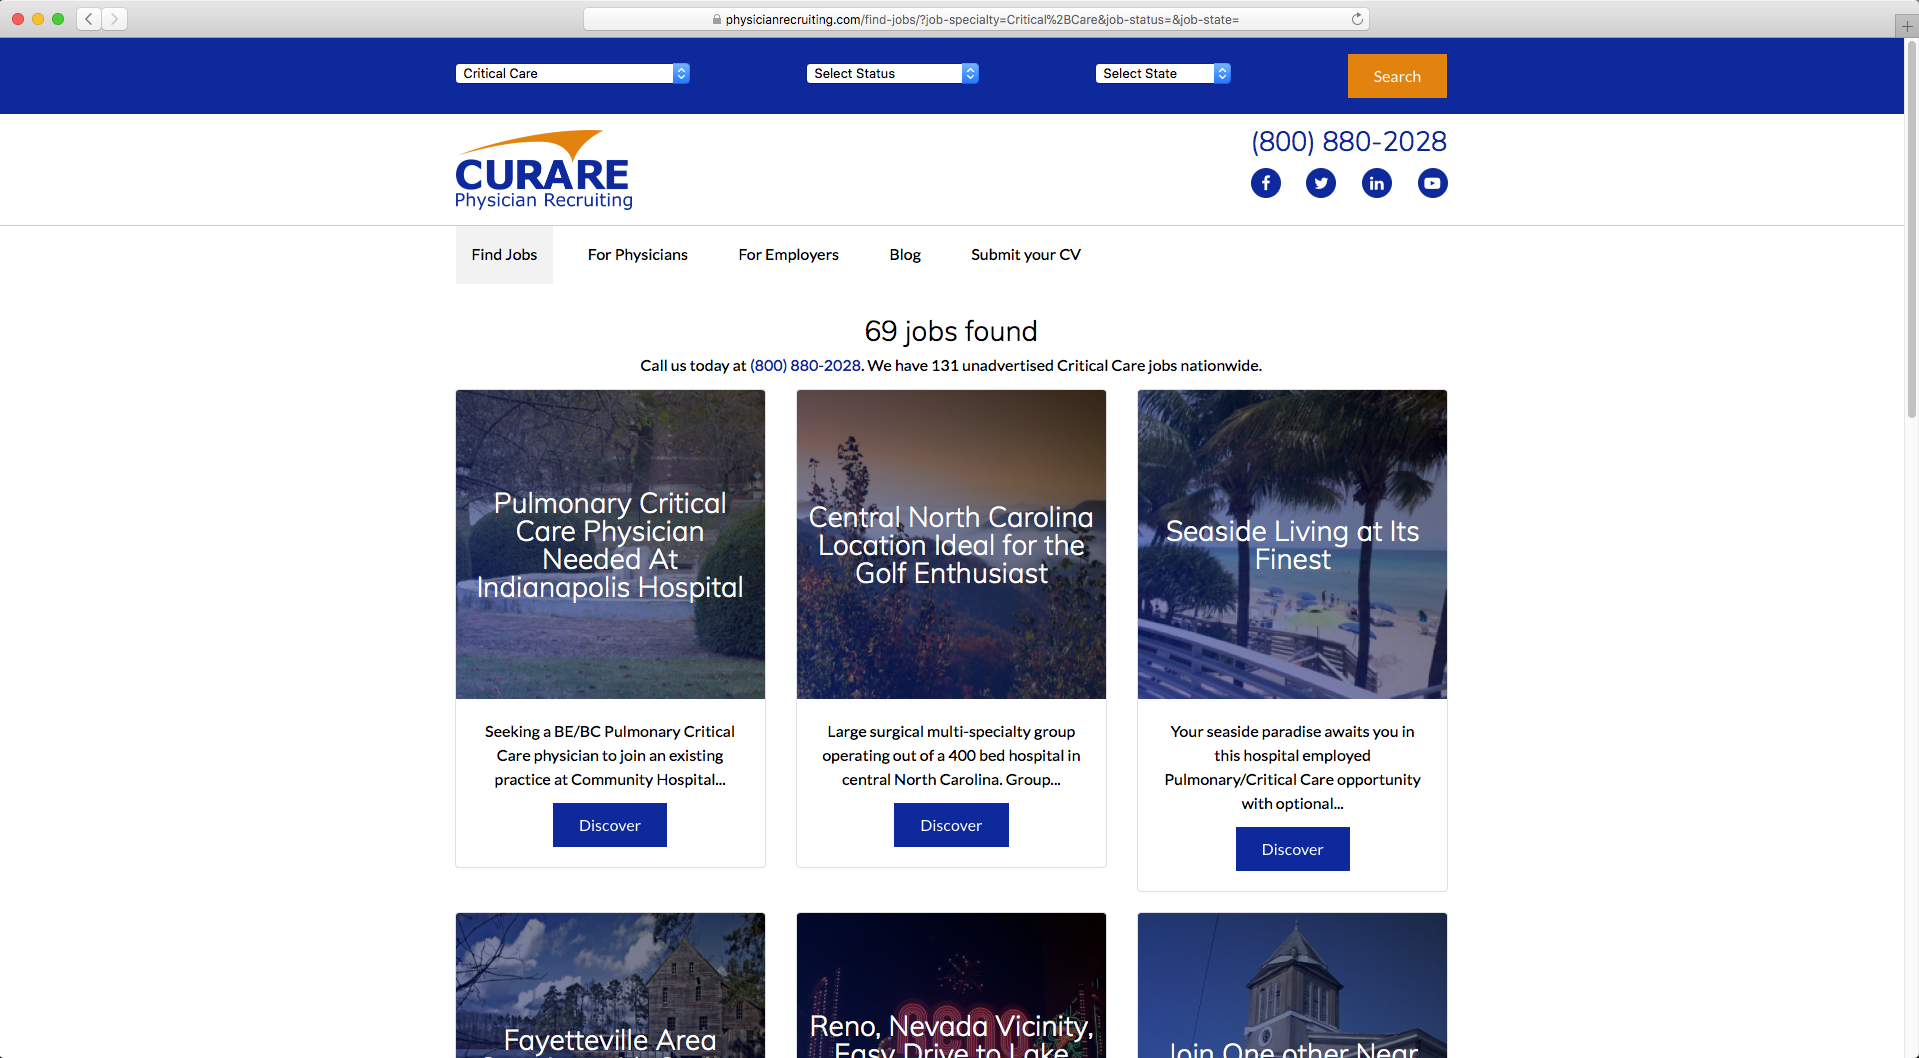 physicianrecruiting.com/find-jobs/?job-specialty=Critical%2BCare&job-status=&job-state=
Critical Care
Select Status
Select State
Search
CURARE
Physician Recruiting
(800) 880-2028
Find Jobs
For Physicians
For Employers
Blog
Submit your CV
69 jobs found
Call us today at (800) 880-2028. We have 131 unadvertised Critical Care jobs nationwide.
Pulmonary Critical
Care Physician
Needed At
Indianapolis Hospital
Seeking a BE/BC Pulmonary Critical
Care physician to join an existing
practice at Community Hospital...
Discover
Central North Carolina
Location Ideal for the
Golf Enthusiast
Large surgical multi-specialty group
operating out of a 400 bed hospital in
central North Carolina. Group...
Discover
Seaside Living at Its
Finest
Your seaside paradise awaits you in
this hospital employed
Pulmonary/Critical Care opportunity
with optional...
Discover
Fayetteville Area
Reno, Nevada Vicinity,
Easy Drive to Lake
Join One other Near